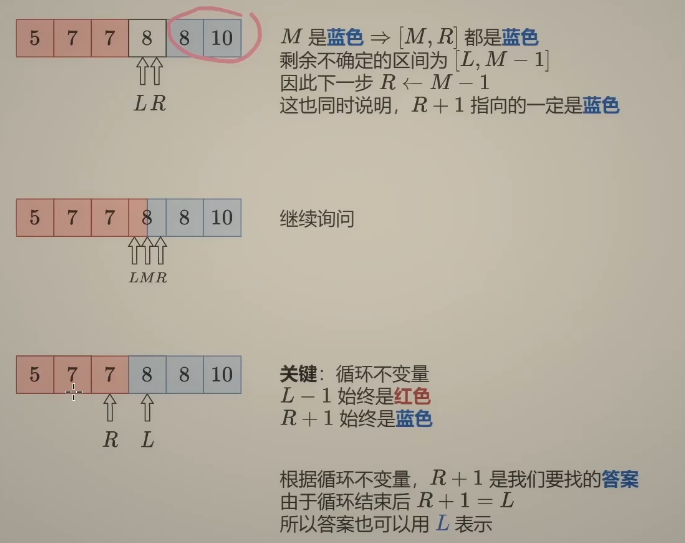 5 7 7 8 8 10
L R
M 是蓝色 ⇒ [M, R] 都是蓝色
剩余不确定的区间为 [L, M − 1]
因此下一步 R ← M − 1
这也同时说明，R + 1 指向的一定是蓝色
5 7 7 8 8 10
L M R
继续询问
5 7 7 8 8 10
R L
关键：循环不变量
L − 1 始终是红色
R + 1 始终是蓝色
根据循环不变量，R + 1 是我们要找的答案
由于循环结束后 R + 1 = L
所以答案也可以用 L 表示